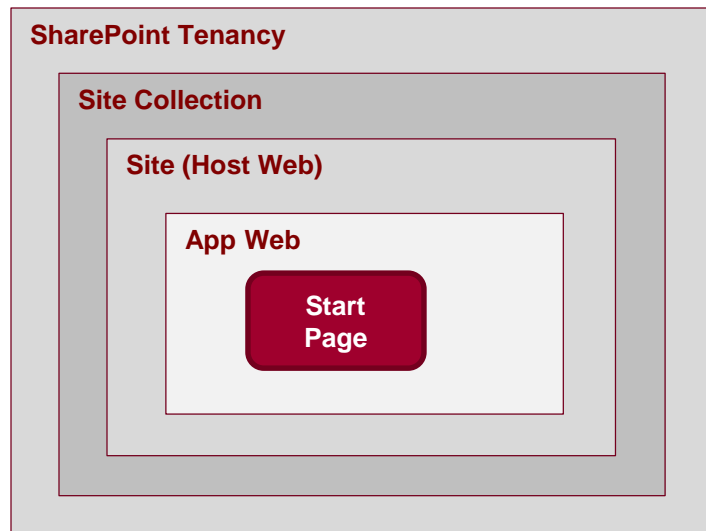 SharePoint Tenancy
Site Collection
Site (Host Web)
App Web
Start
Page